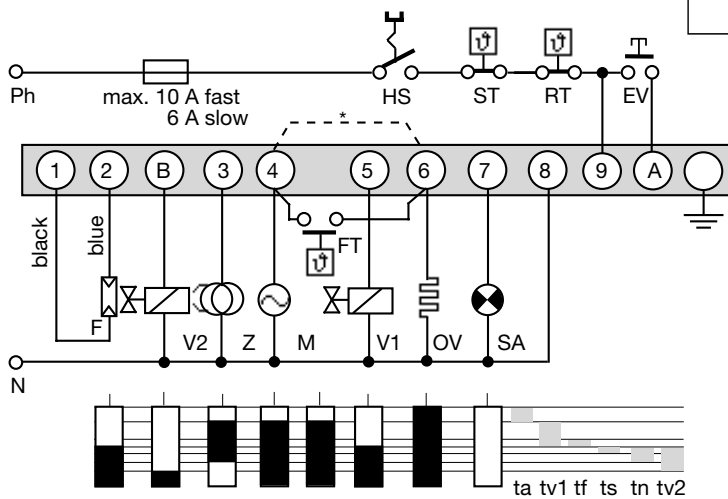 ϑ ϑ
Ph HS ST RT EV
max. 10 A fast
6 A slow
*
1 2 B 3 4 5 6 7 8 9 A
black
blue
FT
ϑ
F
V2 Z M V1 OV SA
N
ta tv1 tf ts tn tv2